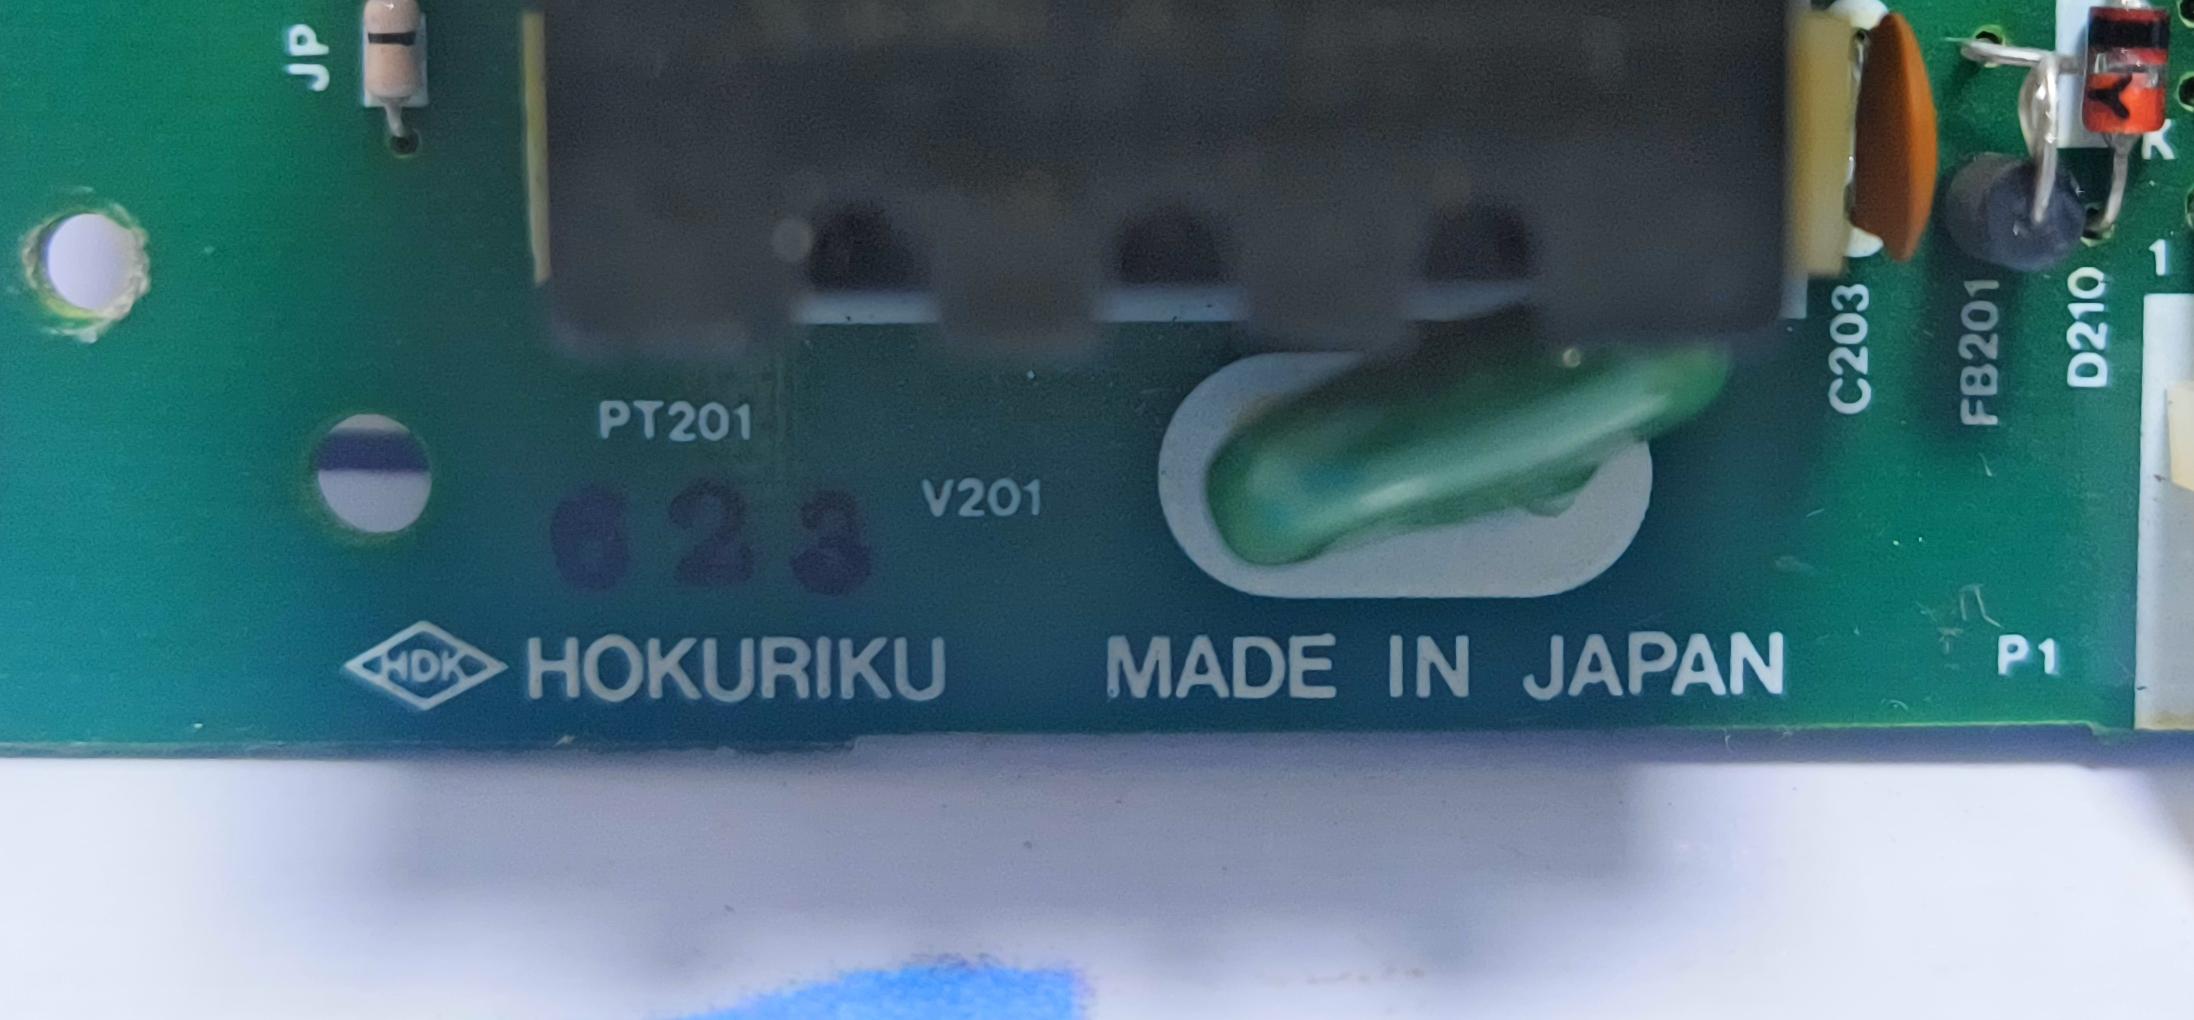 JP
K
1
C203
FB201
D210
PT201
V201
623
HDK HOKURIKU MADE IN JAPAN
P1